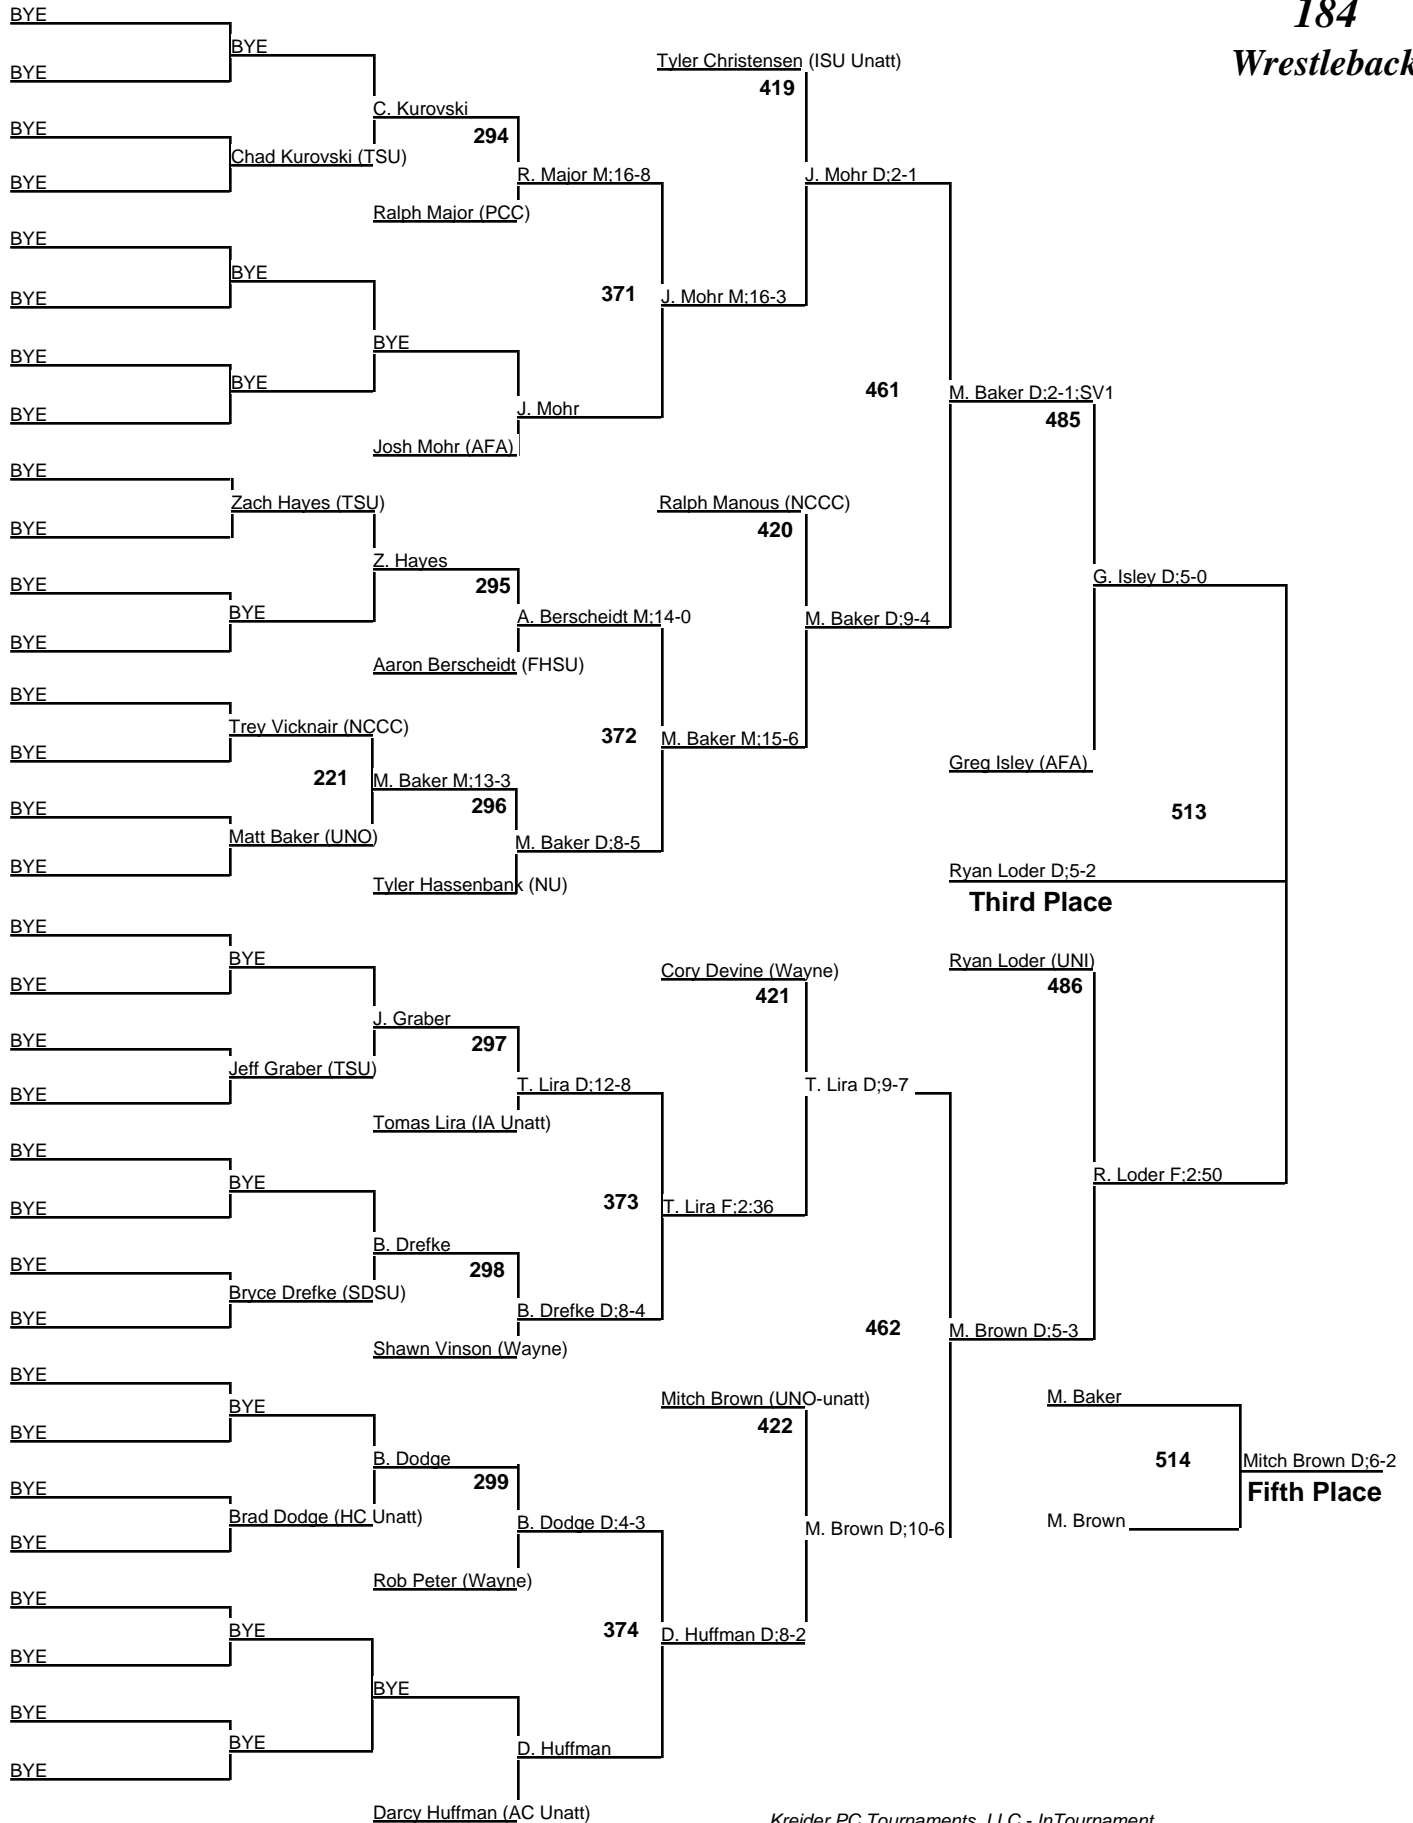 184
Wrestleback
BYE
BYE
BYE
Tyler Christensen (ISU Unatt)
419
C. Kurovski
294
BYE
Chad Kurovski (TSU)
BYE
R. Major M;16-8
J. Mohr D;2-1
Ralph Major (PCC)
BYE
BYE
BYE
371
J. Mohr M;16-3
BYE
BYE
BYE
BYE
461
M. Baker D;2-1;SV1
485
J. Mohr
Josh Mohr (AFA)
BYE
Zach Hayes (TSU)
BYE
Ralph Manous (NCCC)
420
Z. Hayes
295
BYE
BYE
BYE
G. Isley D;5-0
A. Berscheidt M;14-0
M. Baker D;9-4
Aaron Berscheidt (FHSU)
BYE
Trey Vicknair (NCCC)
BYE
372
M. Baker M;15-6
Greg Isley (AFA)
221
M. Baker M;13-3
296
BYE
Matt Baker (UNO)
BYE
513
M. Baker D;8-5
Tyler Hassenbank (NU)
Ryan Loder D;5-2
Third Place
BYE
BYE
BYE
Cory Devine (Wayne)
421
Ryan Loder (UNI)
486
J. Graber
297
BYE
Jeff Graber (TSU)
BYE
T. Lira D;12-8
T. Lira D;9-7
Tomas Lira (IA Unatt)
BYE
BYE
BYE
373
T. Lira F;2:36
R. Loder F;2:50
B. Drefke
298
BYE
Bryce Drefke (SDSU)
BYE
B. Drefke D;8-4
462
M. Brown D;5-3
Shawn Vinson (Wayne)
BYE
BYE
BYE
Mitch Brown (UNO-unatt)
422
M. Baker
B. Dodge
299
514
Mitch Brown D;6-2
Fifth Place
BYE
Brad Dodge (HC Unatt)
BYE
B. Dodge D;4-3
M. Brown D;10-6
M. Brown
Rob Peter (Wayne)
BYE
BYE
BYE
374
D. Huffman D;8-2
BYE
BYE
BYE
BYE
D. Huffman
Darcy Huffman (AC Unatt)
Kreider PC Tournaments, LLC - InTournament